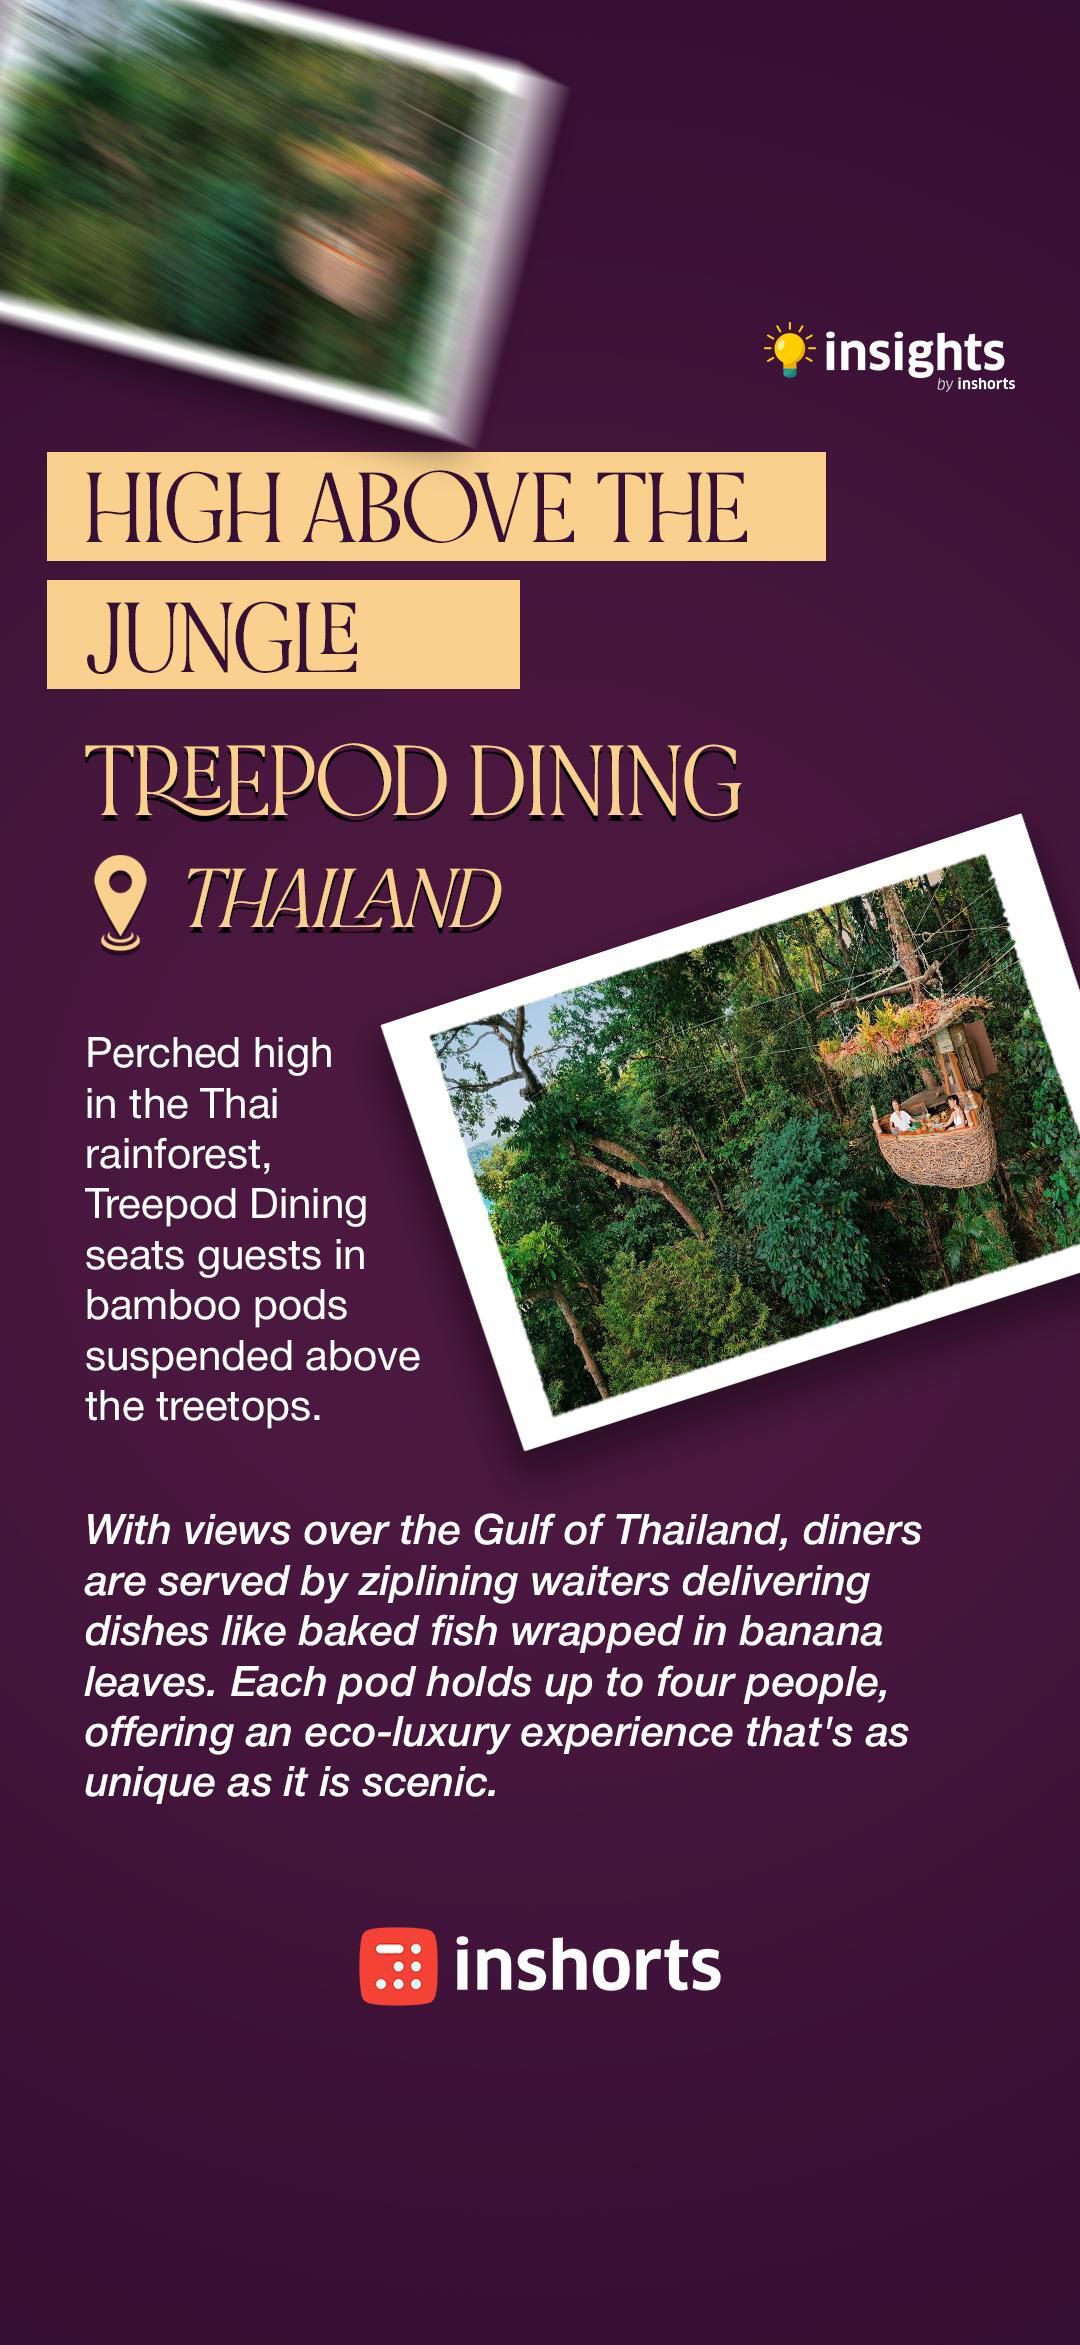 insights
by inshorts
HIGH ABOVE THE
JUNGLE
TREEPOD DINING
THAILAND
Perched high
in the Thai
rainforest,
Treepod Dining
seats guests in
bamboo pods
suspended above
the treetops.
With views over the Gulf of Thailand, diners
are served by ziplining waiters delivering
dishes like baked fish wrapped in banana
leaves. Each pod holds up to four people,
offering an eco-luxury experience that's as
unique as it is scenic.
inshorts